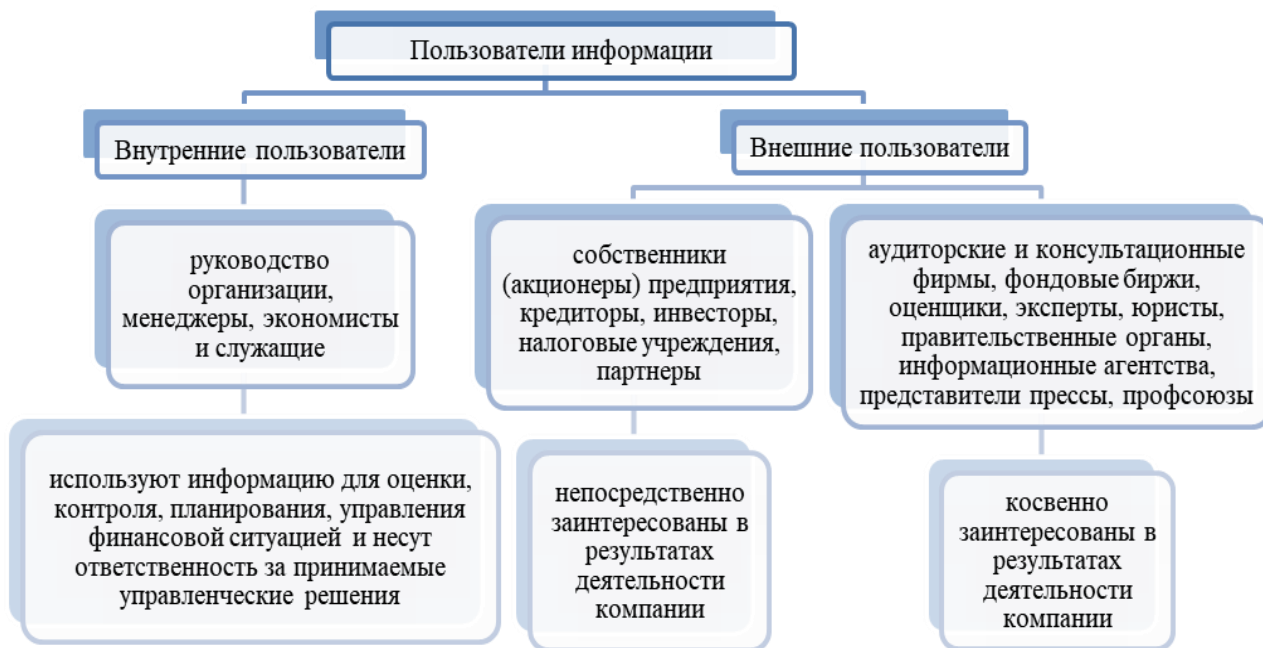 Пользователи информации
Внутренние пользователи
Внешние пользователи
руководство
организации,
менеджеры, экономисты
и служащие
собственники
(акционеры) предприятия,
кредиторы, инвесторы,
налоговые учреждения,
партнеры
аудиторские и консультационные
фирмы, фондовые биржи,
оценщики, эксперты, юристы,
правительственные органы,
информационные агентства,
представители прессы, профсоюзы
используют информацию для оценки,
контроля, планирования, управления
финансовой ситуацией и несут
ответственность за принимаемые
управленческие решения
непосредственно
заинтересованы в
результатах
деятельности
компании
косвенно
заинтересованы в
результатах
деятельности
компании